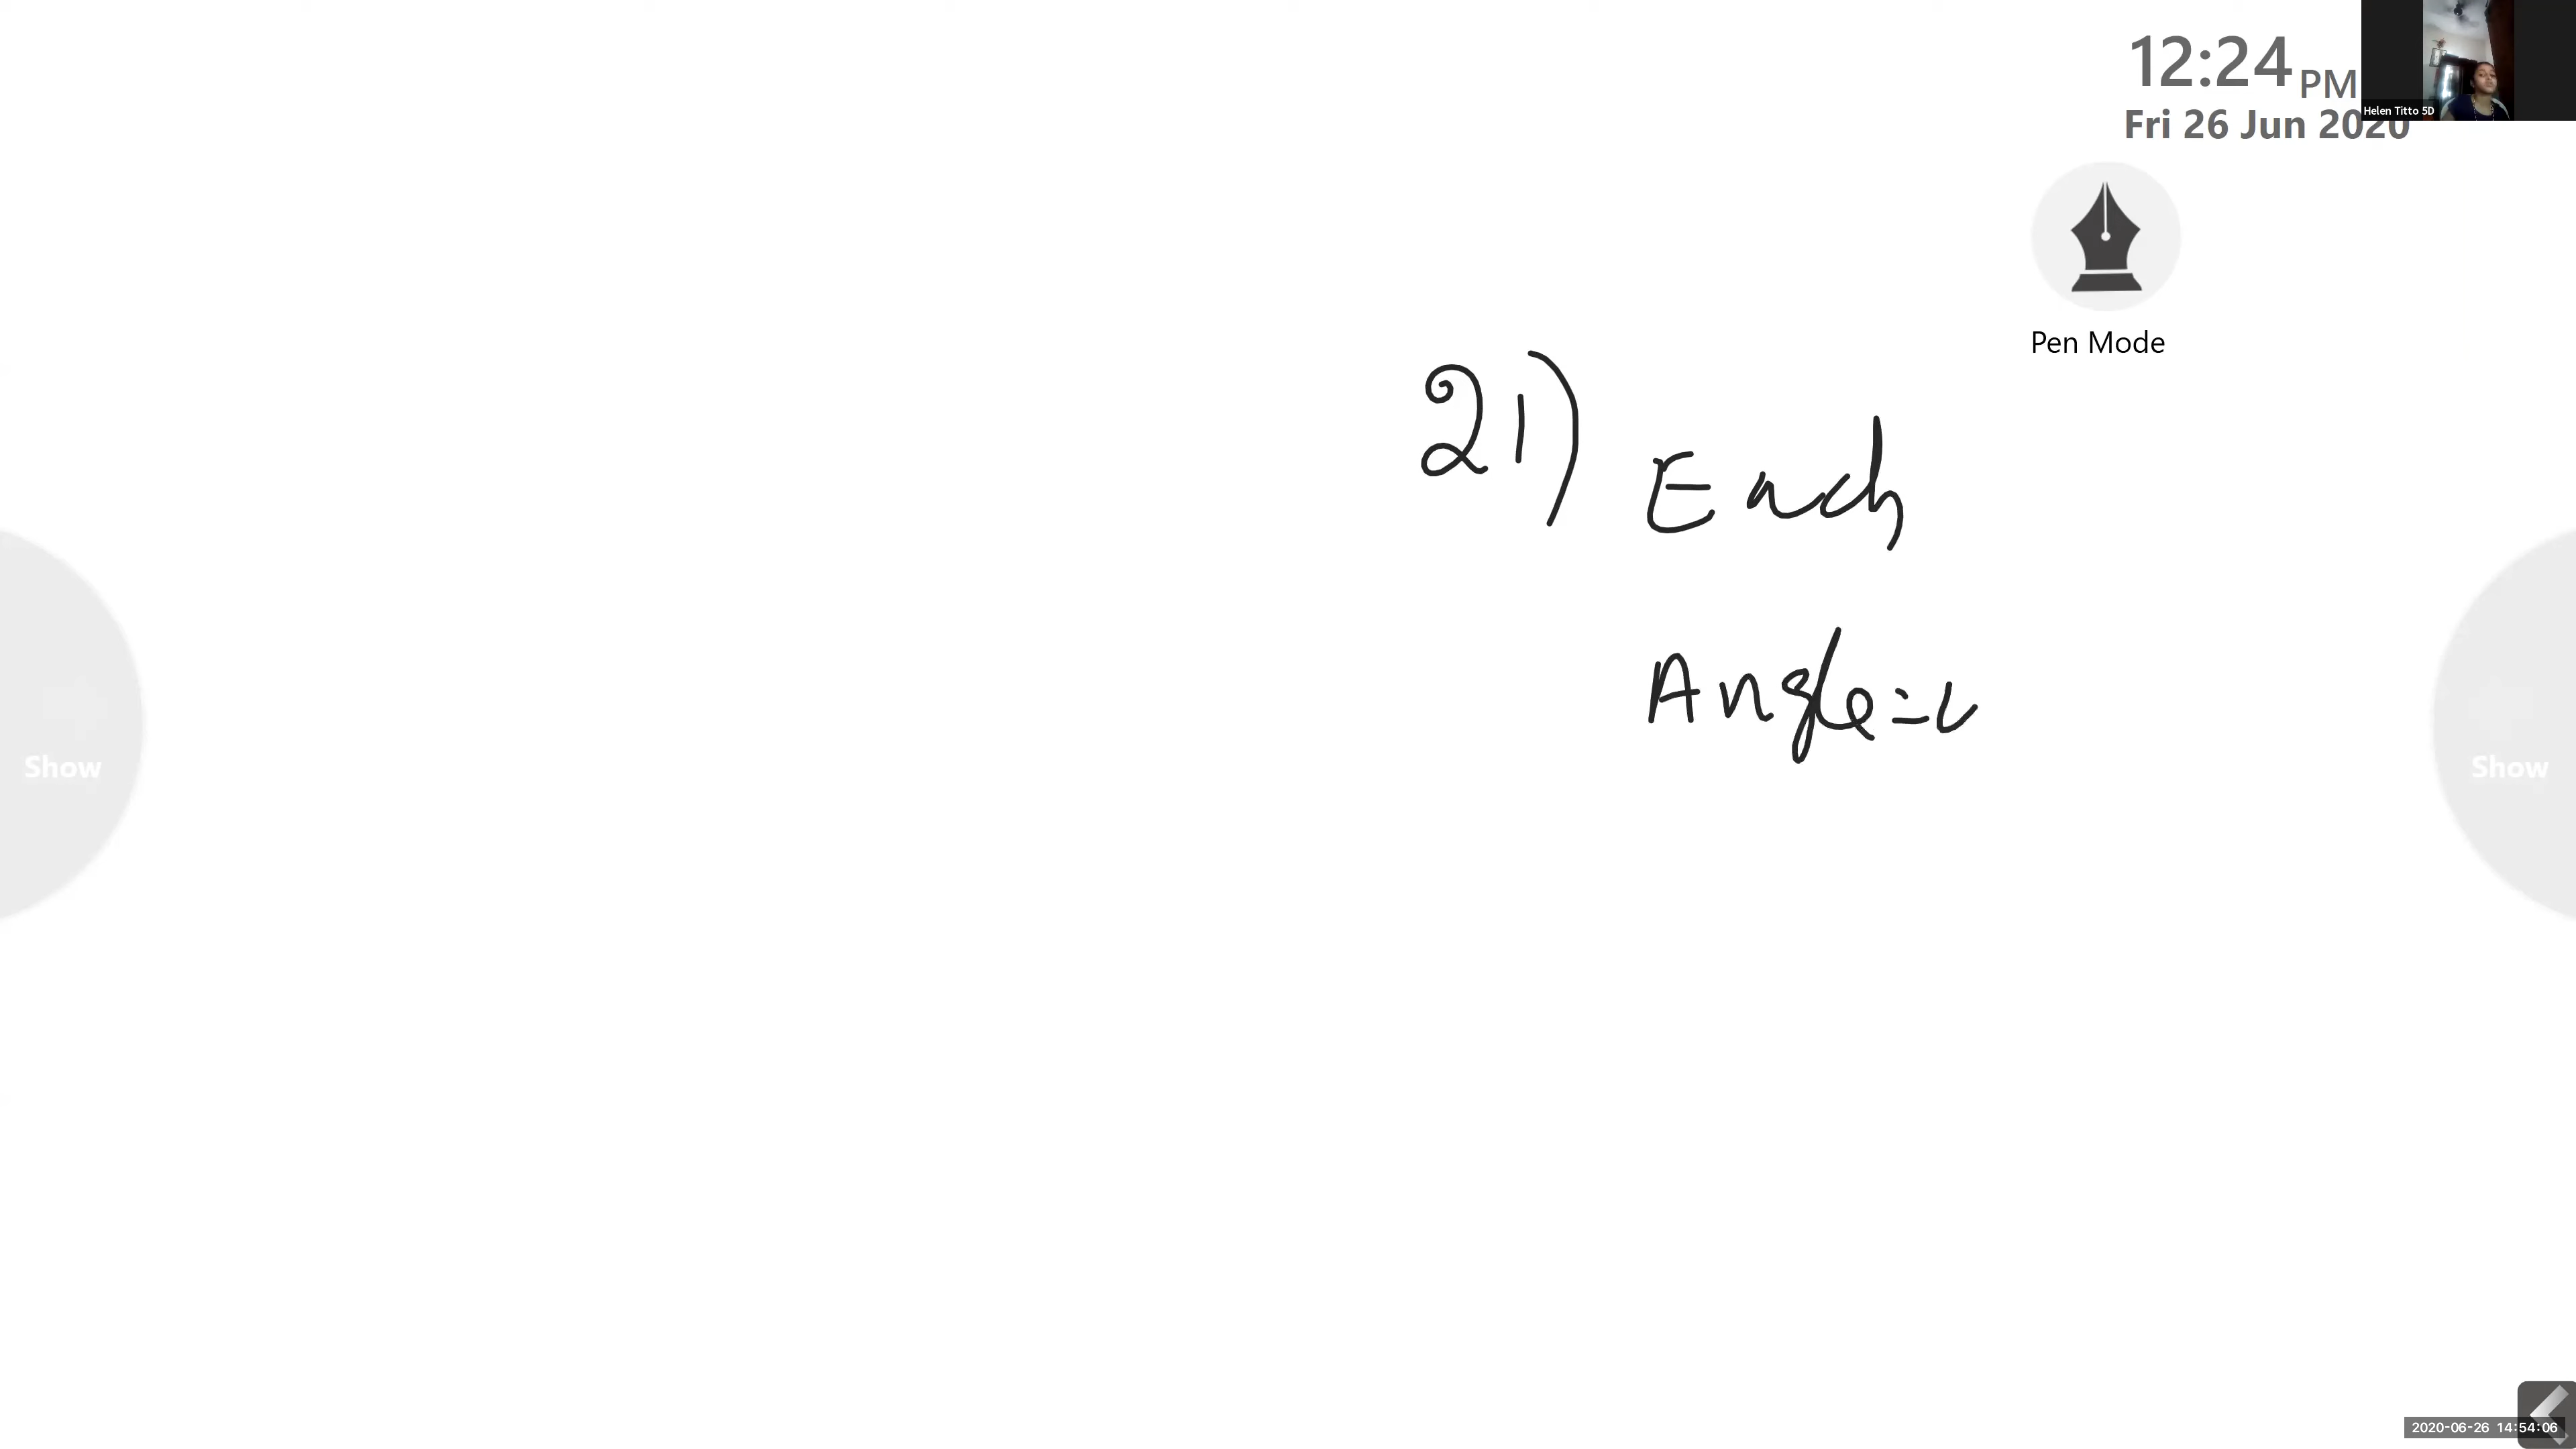 12:24 PM
Helen Titto 5D
Fri 26 Jun 2020
Pen Mode
21) Each
Angle=
Show
Show
2020-06-26 14:54:06